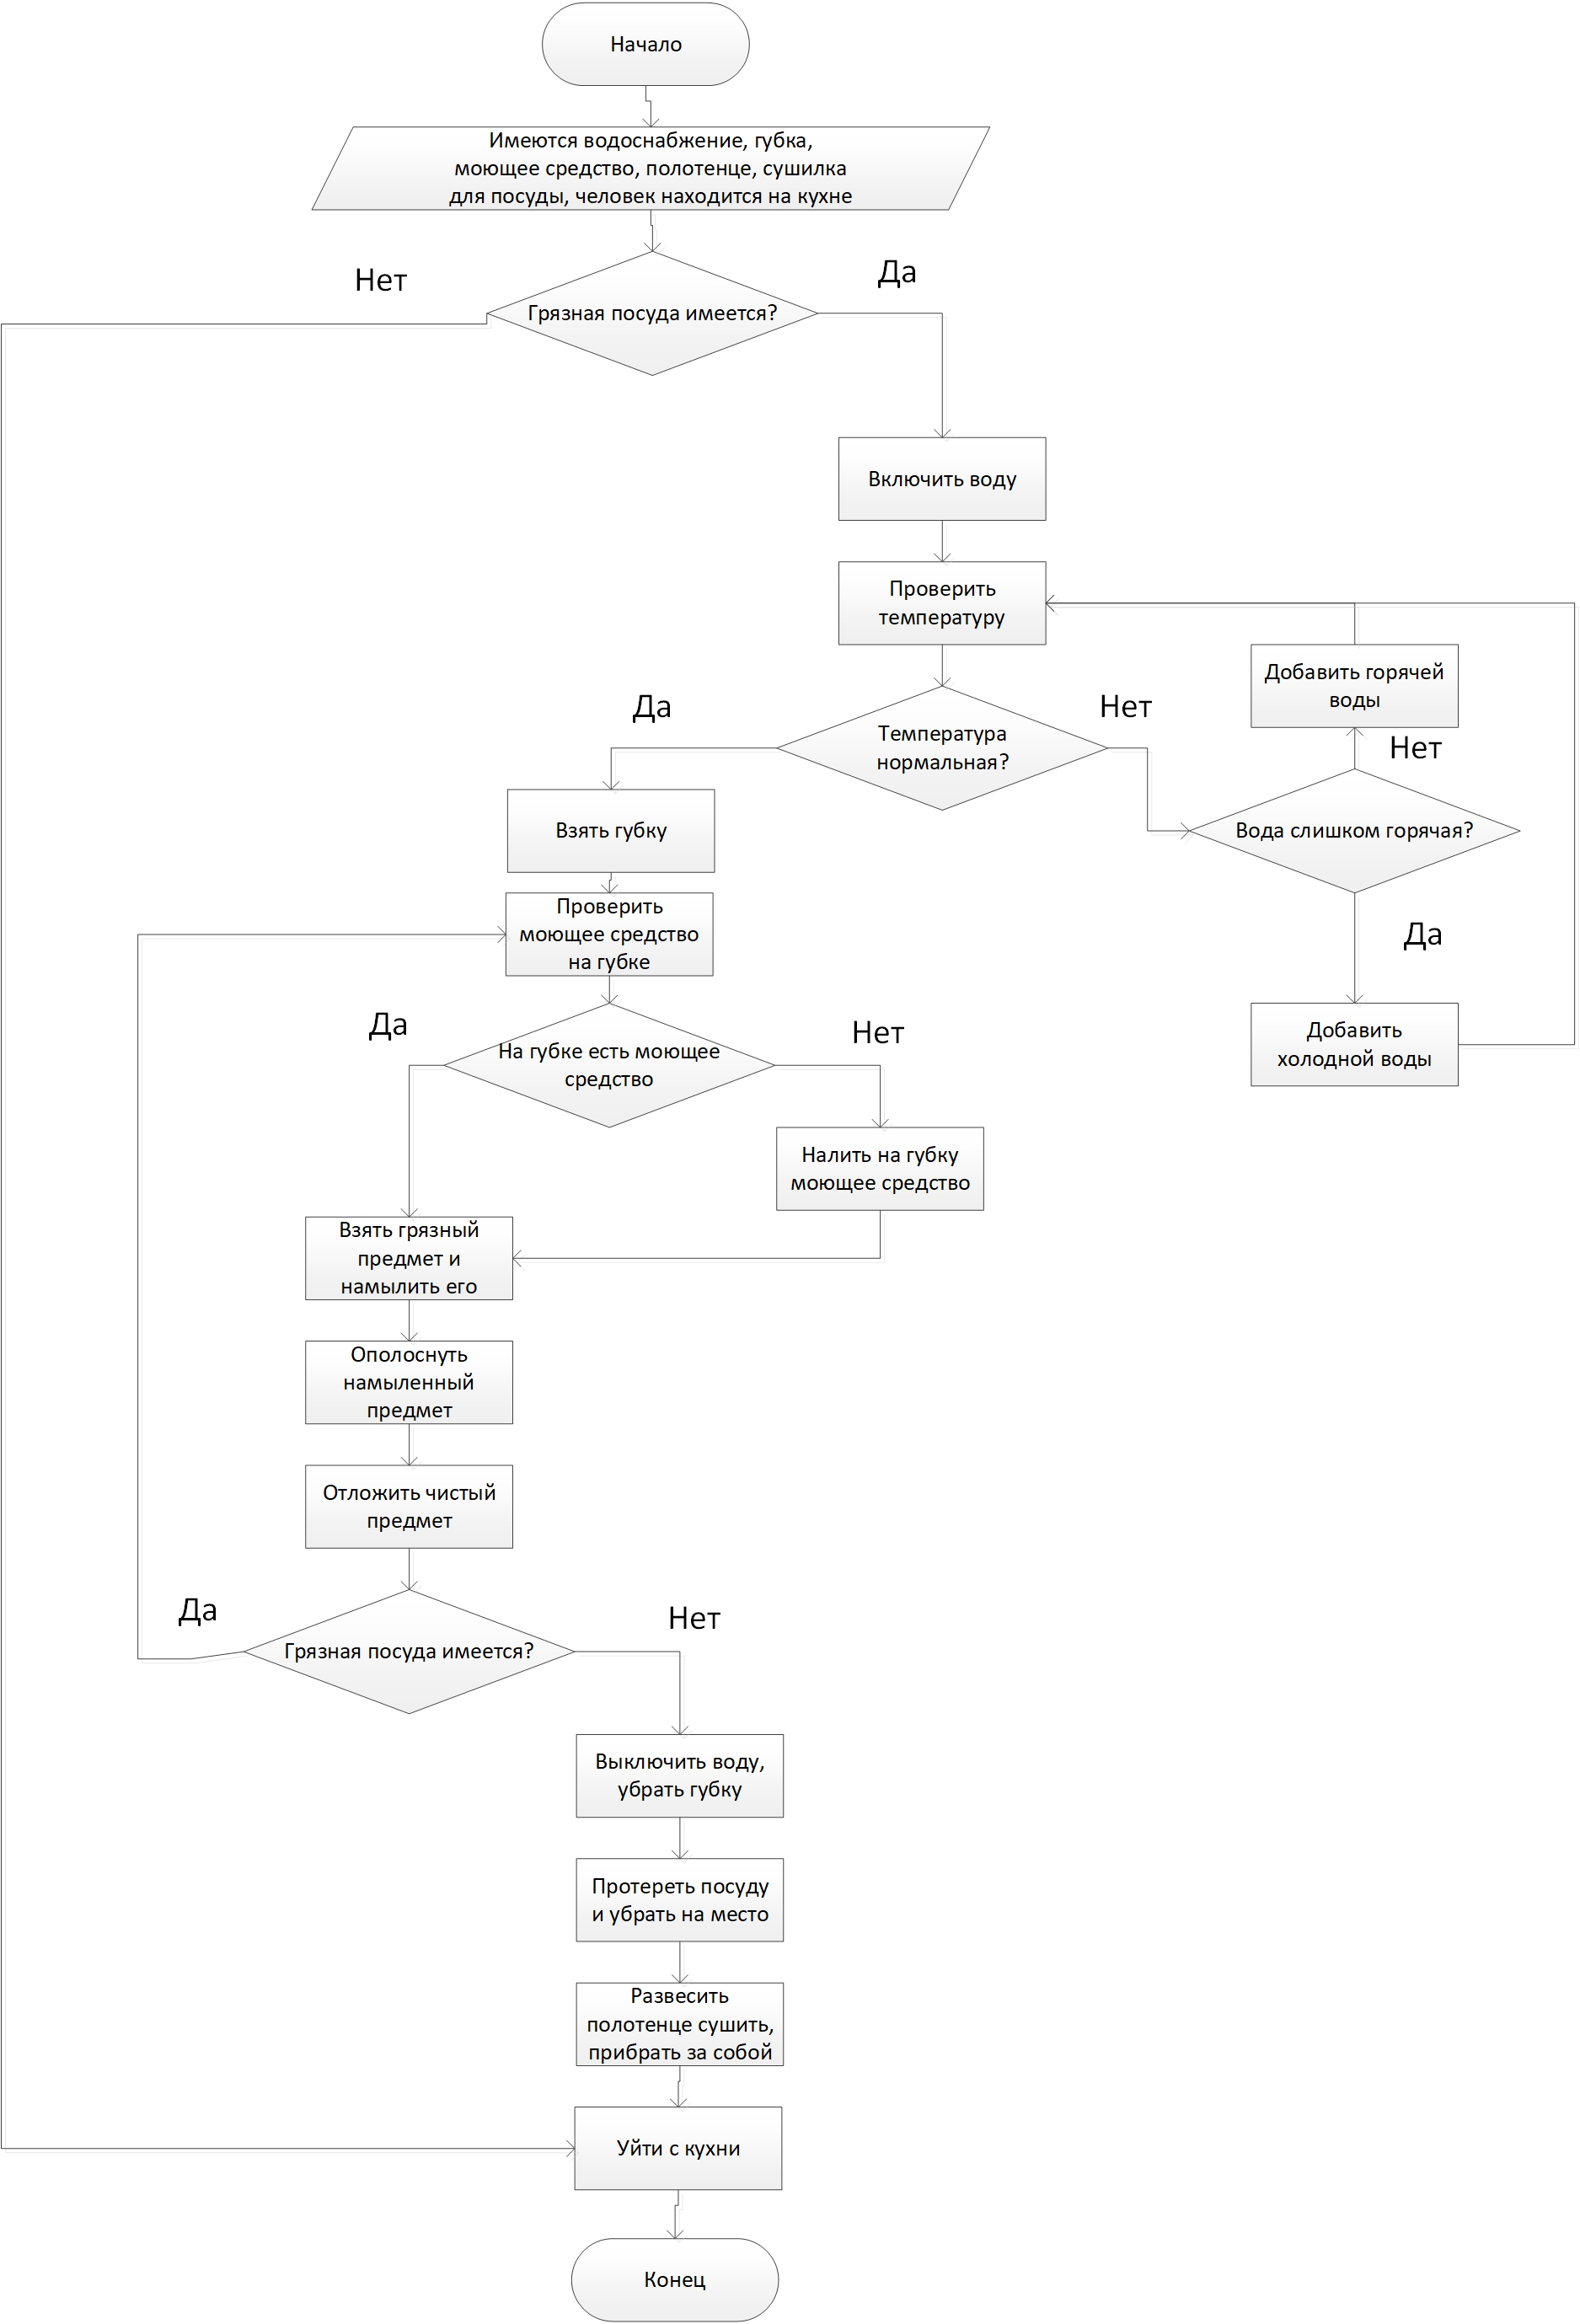 Начало
Имеются водоснабжение, губка,
моющее средство, полотенце, сушилка
для посуды, человек находится на кухне
Нет
Да
Грязная посуда имеется?
Включить воду
Проверить
температуру
Добавить горячей
воды
Да
Нет
Температура
нормальная?
Нет
Взять губку
Вода слишком горячая?
Проверить
моющее средство
на губке
Да
Да
Нет
На губке есть моющее
средство
Добавить
холодной воды
Налить на губку
моющее средство
Взять грязный
предмет и
намылить его
Ополоснуть
намыленный
предмет
Отложить чистый
предмет
Да
Нет
Грязная посуда имеется?
Выключить воду,
убрать губку
Протереть посуду
и убрать на место
Развесить
полотенце сушить,
прибрать за собой
Уйти с кухни
Конец